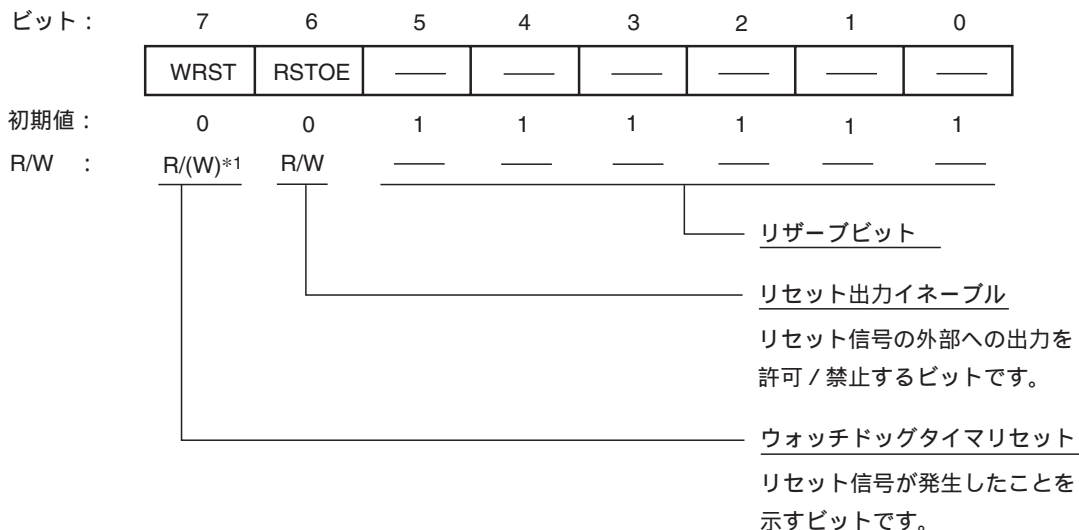 ビット： 7 6 5 4 3 2 1 0
WRST RSTOE — — — — — —
初期値： 0 0 1 1 1 1 1 1
R/W ： R/(W)*1 R/W — — — — — —
リザーブビット
リセット出力イネーブル
リセット信号の外部への出力を
許可 / 禁止するビットです。
ウォッチドッグタイマリセット
リセット信号が発生したことを
示すビットです。